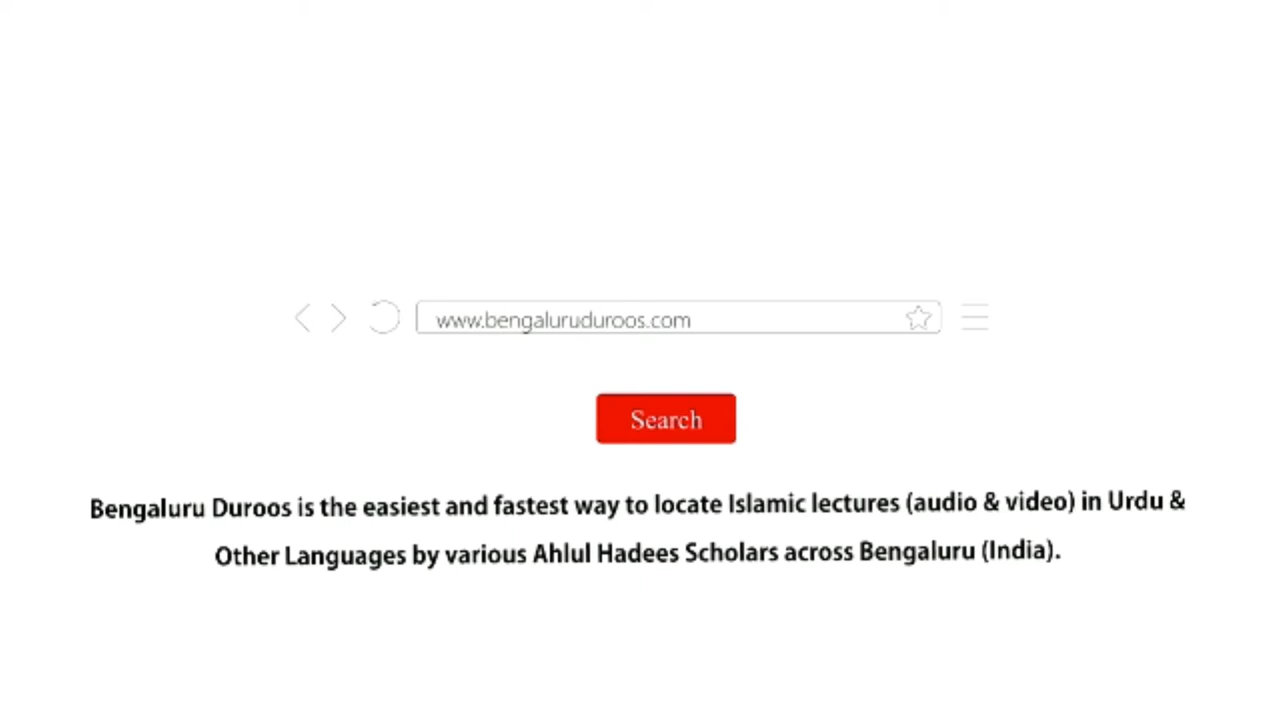 www.bengaluruduroos.com
Search
Bengaluru Duroos is the easiest and fastest way to locate Islamic lectures (audio & video) in Urdu &
Other Languages by various Ahlul Hadees Scholars across Bengaluru (India).